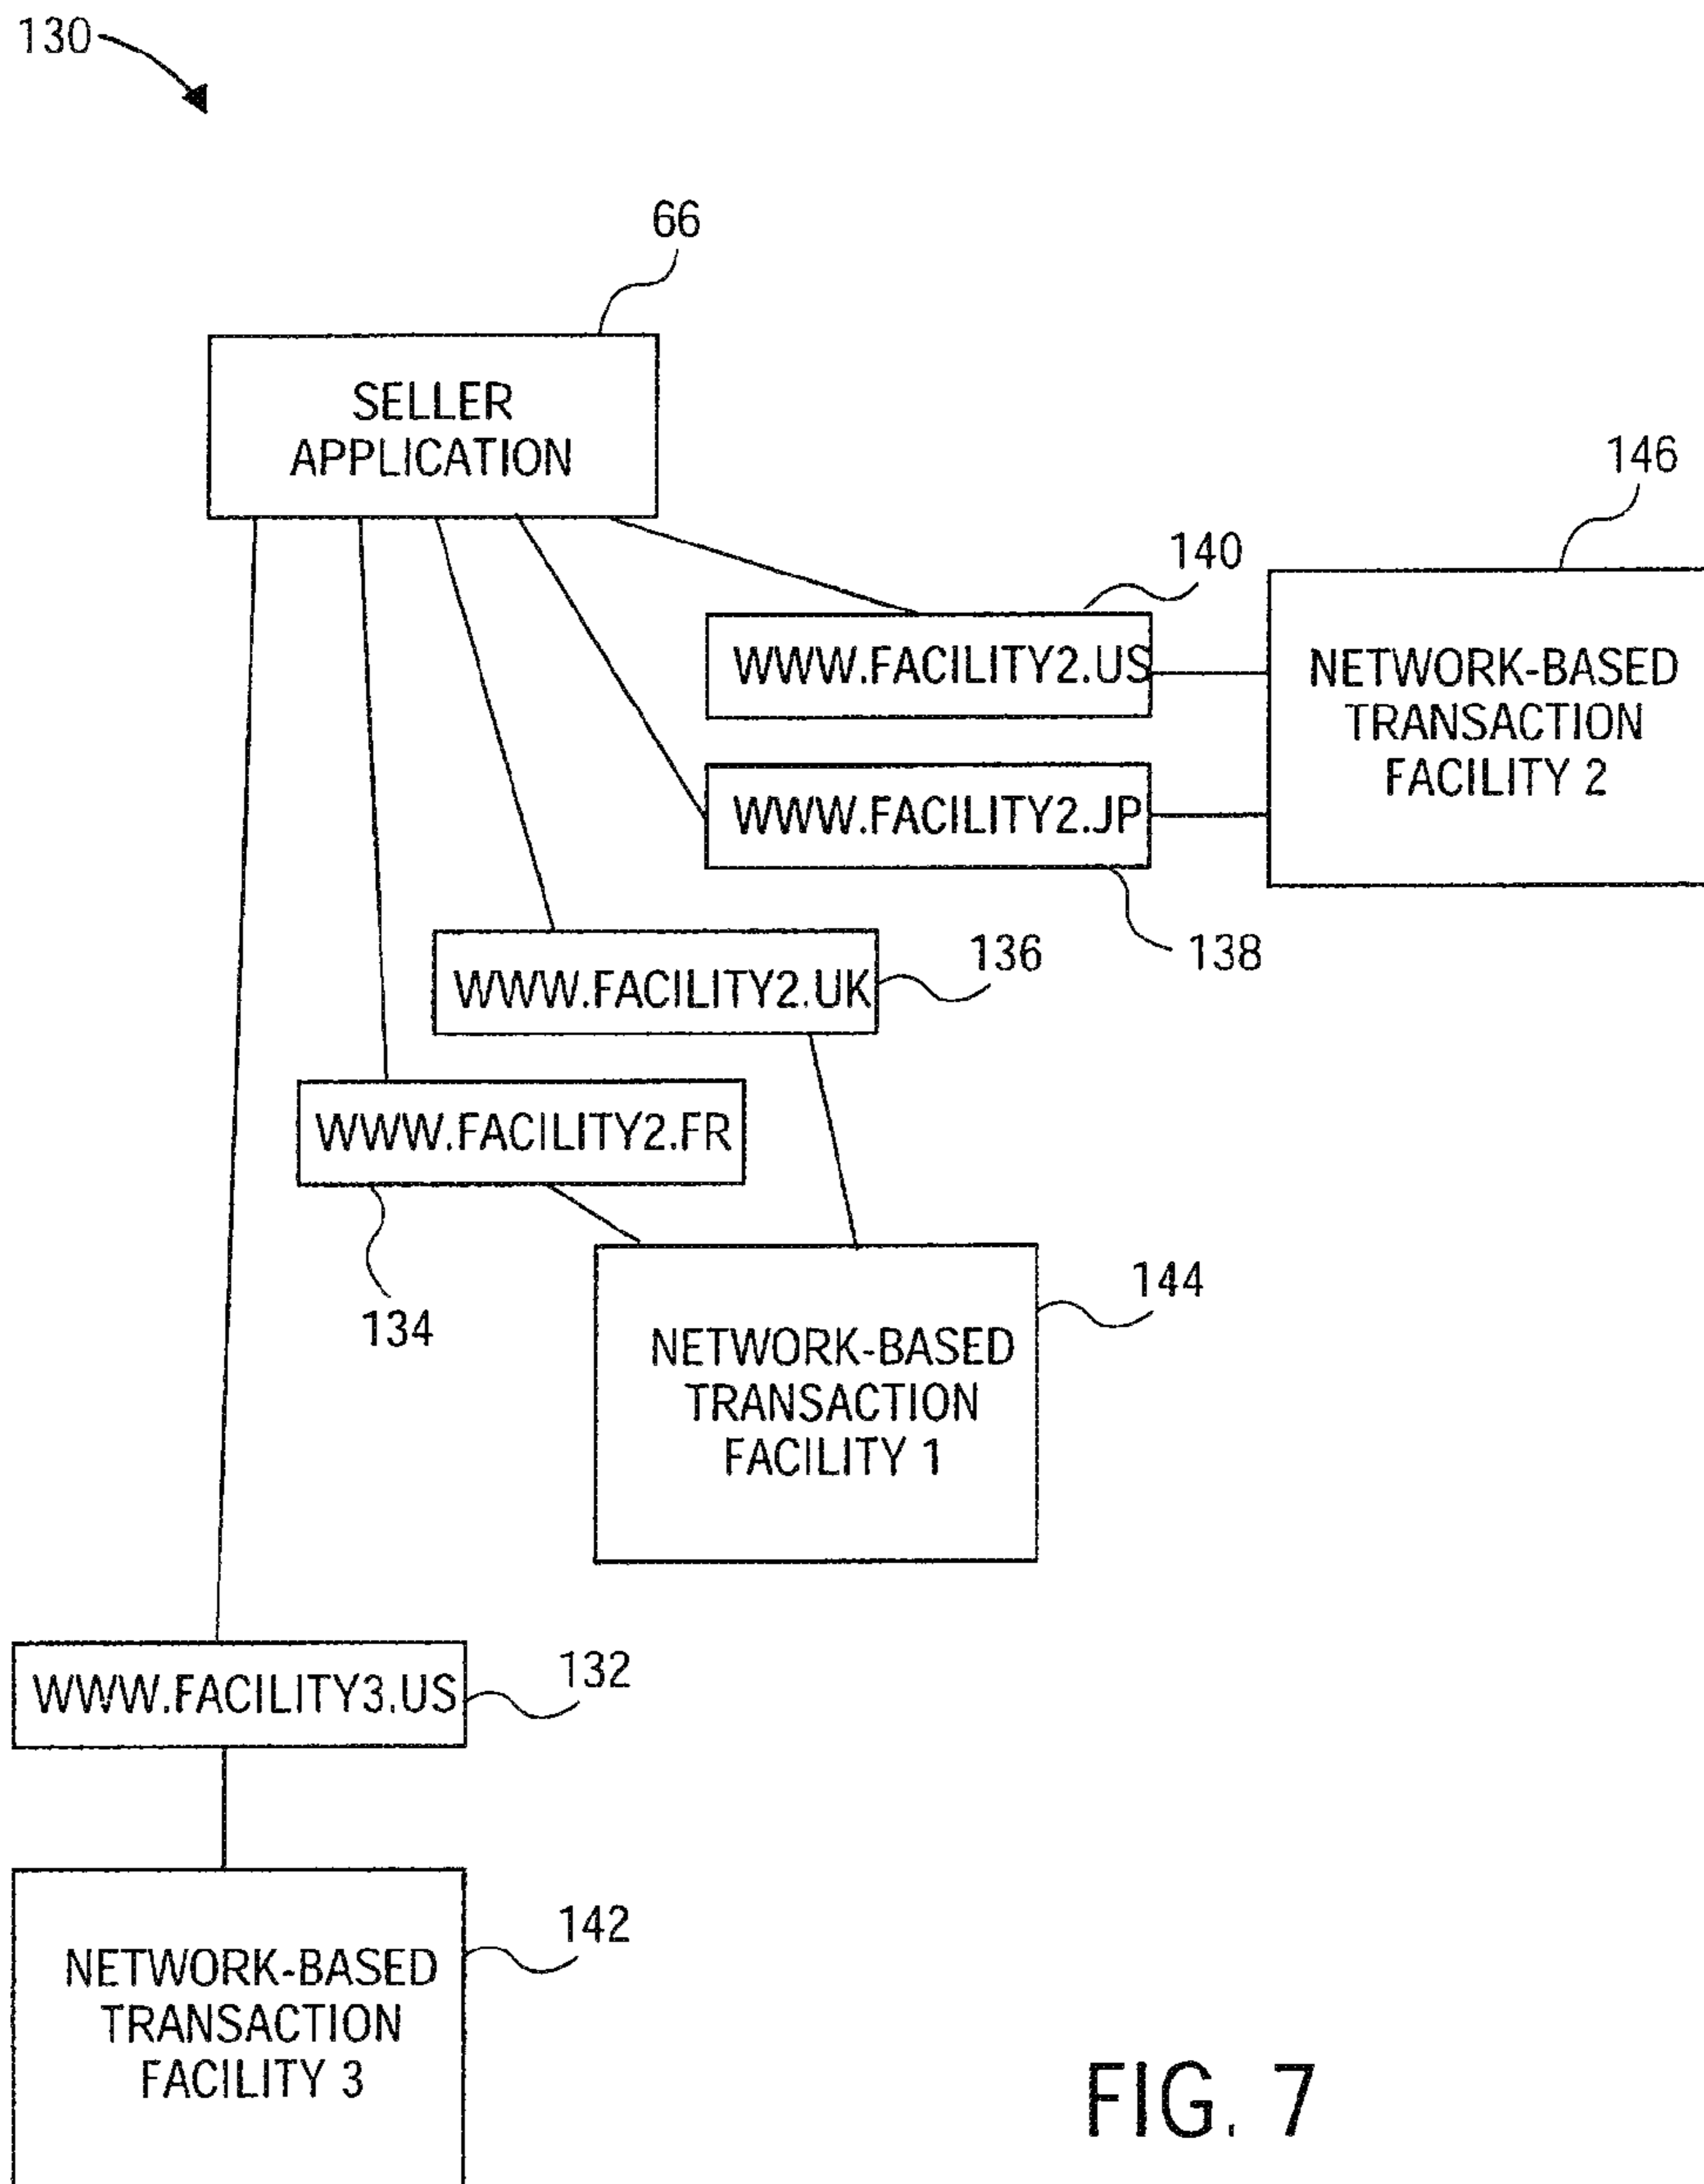 130
66
SELLER
APPLICATION
146
140
WWW.FACILITY2.US
NETWORK-BASED
TRANSACTION
FACILITY 2
WWW.FACILITY2.JP
138
WWW.FACILITY2.UK
136
WWW.FACILITY2.FR
134
144
NETWORK-BASED
TRANSACTION
FACILITY 1
WWW.FACILITY3.US
132
142
NETWORK-BASED
TRANSACTION
FACILITY 3
FIG. 7